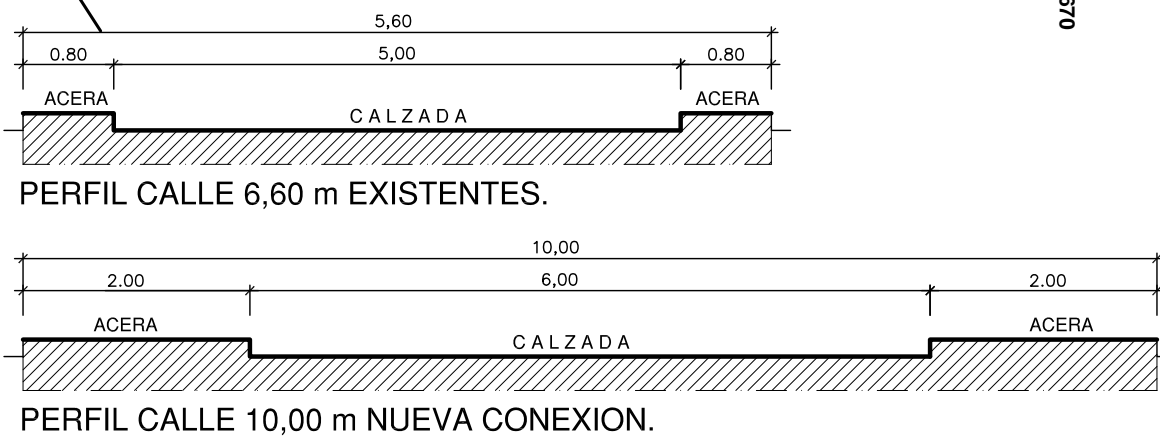 5,60
670
0.80 5,00 0.80
ACERA CALZADA ACERA
PERFIL CALLE 6,60 m EXISTENTES.
10,00
2.00 6,00 2.00
ACERA CALZADA ACERA
PERFIL CALLE 10,00 m NUEVA CONEXION.